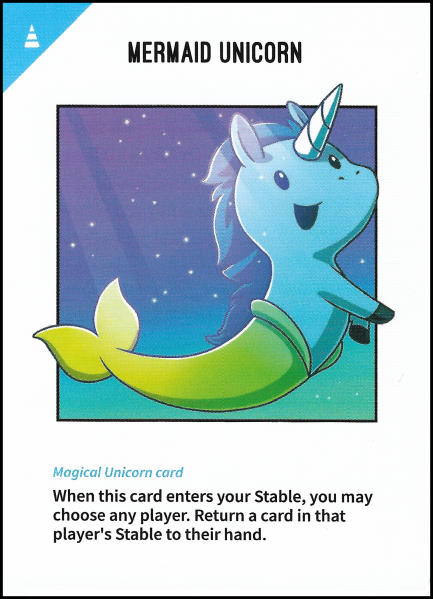 MERMAID UNICORN
Magical Unicorn card
When this card enters your Stable, you may
choose any player. Return a card in that
player's Stable to their hand.